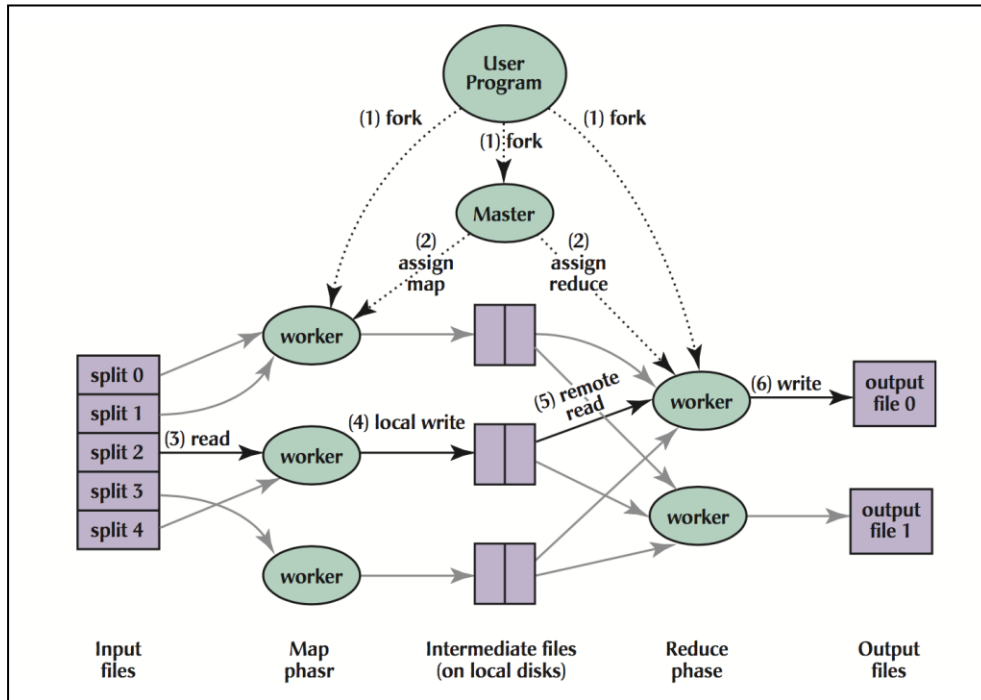 User
Program
(1) fork
(1) fork
(1) fork
Master
(2)
assign
map
(2)
assign
reduce
worker
split 0
split 1
split 2
split 3
split 4
(3) read
worker
(4) local write
(5) remote
read
worker
(6) write
output
file 0
worker
output
file 1
worker
Input
files
Map
phasr
Intermediate files
(on local disks)
Reduce
phase
Output
files